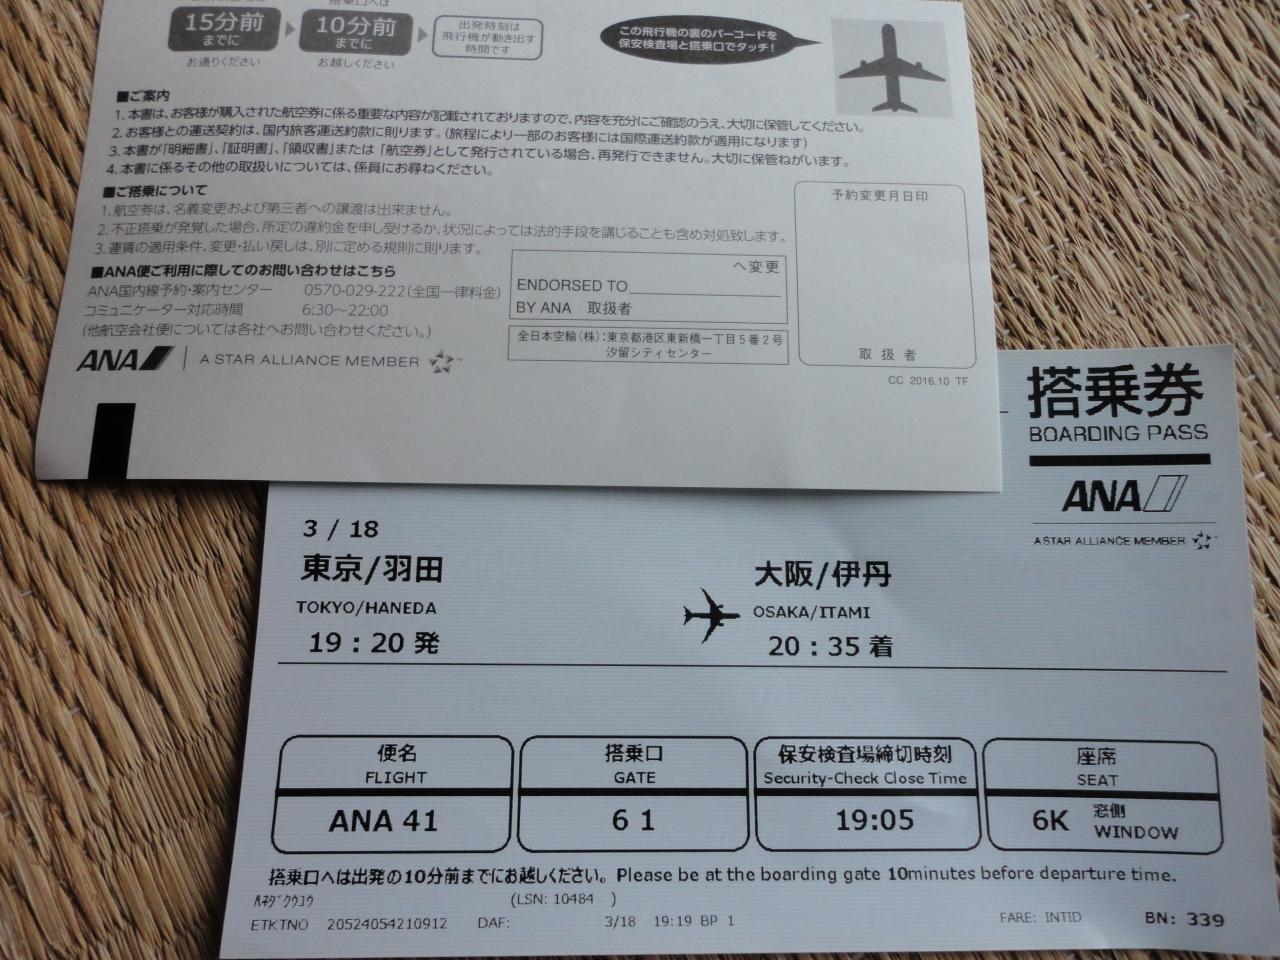 搭乗口へは
15分前
までに
お通りください
10分前
までに
お越しください
出発時刻は
飛行機が動き出す
時間です
この飛行機の裏のバーコードを
保安検査場と搭乗口でタッチ！
■ご案内
1. 本書は、お客様が購入された航空券に係る重要な内容が記載されておりますので、内容を充分にご確認のうえ、大切に保管してください。
2. お客様との運送契約は、国内旅客運送約款に則ります。(旅程により一部のお客様には国際運送約款が適用になります)
3. 本書が「明細書」、「証明書」、「領収書」または「航空券」として発行されている場合、再発行できません。大切に保管ねがいます。
4. 本書に係るその他の取扱いについては、係員にお尋ねください。
■ご搭乗について
1. 航空券は、名義変更および第三者への譲渡は出来ません。
2. 不正搭乗が発覚した場合、所定の違約金を申し受けるか、状況によっては法的手段を講じることも含め対処致します。
3. 運賃の適用条件、変更・払い戻しは、別に定める規則に則ります。
■ANA便ご利用に際してのお問い合わせはこちら
ANA国内線予約・案内センター 0570-029-222(全国一律料金)
コミュニケーター対応時間 6:30〜22:00
(他航空会社便については各社へお問い合わせください。)
ANA A STAR ALLIANCE MEMBER
へ変更
ENDORSED TO
BY ANA 取扱者
全日本空輸(株):東京都港区東新橋一丁目5番2号
汐留シティセンター
予約変更月日印
取扱者
CC 2016.10 TF
搭乗券
BOARDING PASS
ANA
A STAR ALLIANCE MEMBER
3 / 18
東京/羽田 大阪/伊丹
TOKYO/HANEDA OSAKA/ITAMI
19:20 発 20:35 着
便名 搭乗口 保安検査場締切時刻 座席
FLIGHT GATE Security-Check Close Time SEAT
ANA 41 61 19:05 6K 窓側 WINDOW
搭乗口へは出発の10分前までにお越しください。Please be at the boarding gate 10minutes before departure time.
ﾊﾈﾀﾞｸｳｺｳ (LSN: 10484 )
ETKTNO 20524054210912 DAF: 3/18 19:19 BP 1 FARE: INTID BN: 339